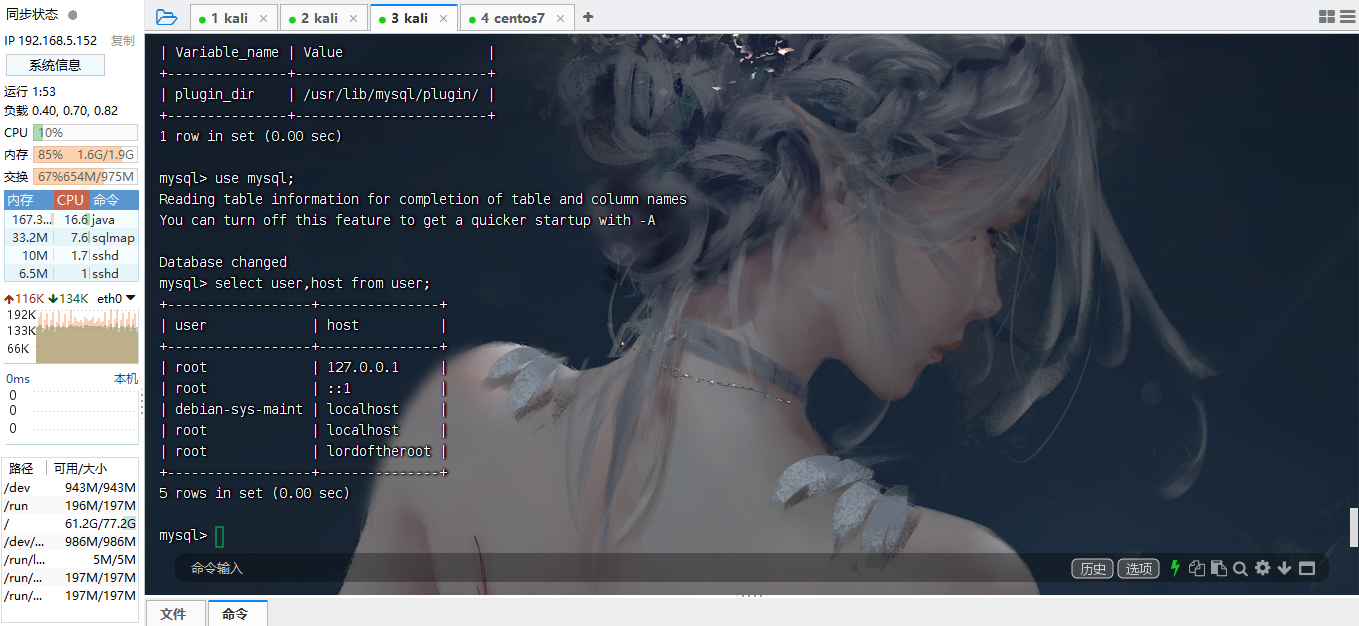 同步状态
IP 192.168.5.152 复制
系统信息
运行 1:53
负载 0.40, 0.70, 0.82
CPU 10%
内存 85% 1.6G/1.9G
交换 67%654M/975M
内存 CPU 命令
167.3... 16.6 java
33.2M 7.6 sqlmap
10M 1.7 sshd
6.5M 1 sshd
116K 134K eth0
192K
133K
66K
0ms 本机
0
0
0
路径 可用/大小
/dev 943M/943M
/run 196M/197M
/ 61.2G/77.2G
/dev/... 986M/986M
/run/l... 5M/5M
/run/... 197M/197M
/run/... 197M/197M
1 kali × 2 kali × 3 kali × 4 centos7 × +
| Variable_name | Value                  |
+---------------+------------------------+
| plugin_dir    | /usr/lib/mysql/plugin/ |
+---------------+------------------------+
1 row in set (0.00 sec)
mysql> use mysql;
Reading table information for completion of table and column names
You can turn off this feature to get a quicker startup with -A
Database changed
mysql> select user,host from user;
+------------------+---------------+
| user             | host          |
+------------------+---------------+
| root             | 127.0.0.1     |
| root             | ::1           |
| debian-sys-maint | localhost     |
| root             | localhost     |
| root             | lordoftheroot |
+------------------+---------------+
5 rows in set (0.00 sec)
mysql>
命令输入 历史 选项
文件 命令